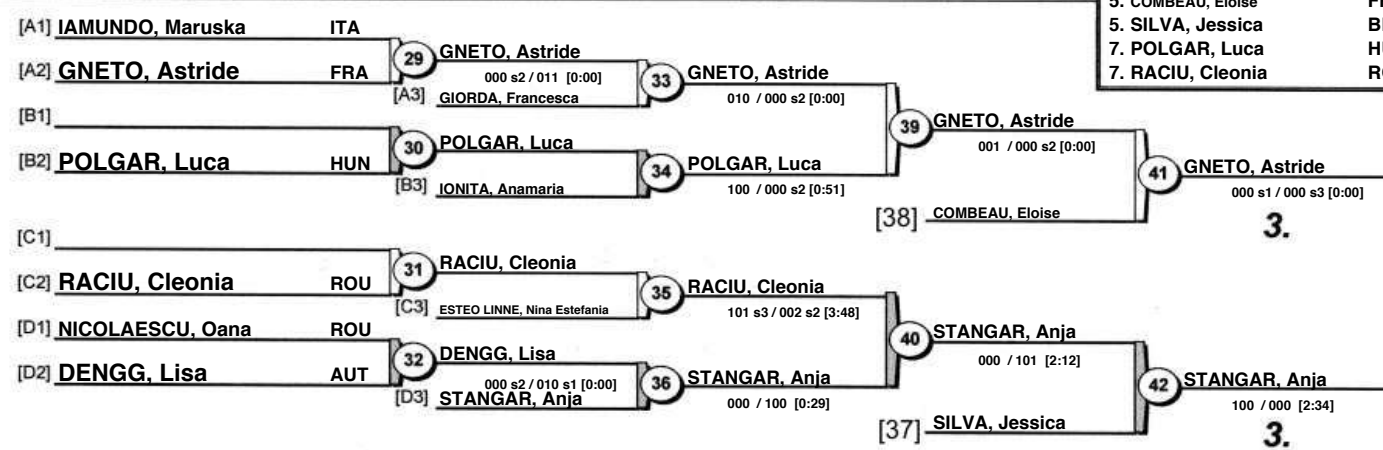 5. COMBEAU, Eloise
5. SILVA, Jessica
7. POLGAR, Luca
7. RACIU, Cleonia
[A1] IAMUNDO, Maruska ITA
[A2] GNETO, Astride FRA
29
GNETO, Astride
000 s2 / 011 [0:00]
[A3] GIORDA, Francesca
33
GNETO, Astride
010 / 000 s2 [0:00]
[B1]
[B2] POLGAR, Luca HUN
30
POLGAR, Luca
[B3] IONITA, Anamaria
34
POLGAR, Luca
100 / 000 s2 [0:51]
39
GNETO, Astride
001 / 000 s2 [0:00]
[38] COMBEAU, Eloise
41
GNETO, Astride
000 s1 / 000 s3 [0:00]
3.
[C1]
[C2] RACIU, Cleonia ROU
31
RACIU, Cleonia
[C3] ESTEO LINNE, Nina Estefania
35
RACIU, Cleonia
101 s3 / 002 s2 [3:48]
[D1] NICOLAESCU, Oana ROU
[D2] DENGG, Lisa AUT
32
DENGG, Lisa
000 s2 / 010 s1 [0:00]
[D3] STANGAR, Anja
36
STANGAR, Anja
000 / 100 [0:29]
40
STANGAR, Anja
000 / 101 [2:12]
[37] SILVA, Jessica
42
STANGAR, Anja
100 / 000 [2:34]
3.